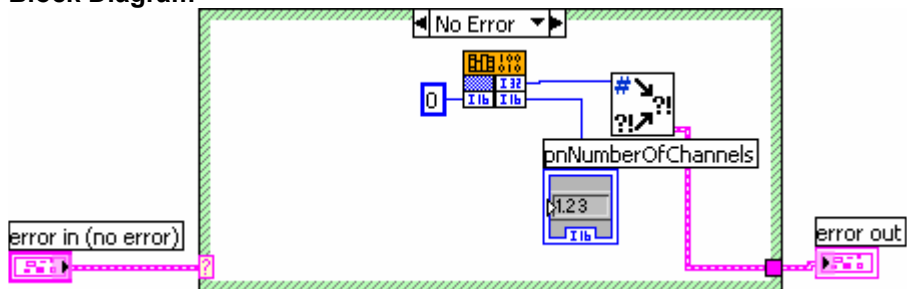 Block Diagram
No Error
I32
0
I16 I16
#
?!
?!
pnNumberOfChannels
1.23
I16
error in (no error)
?
error out